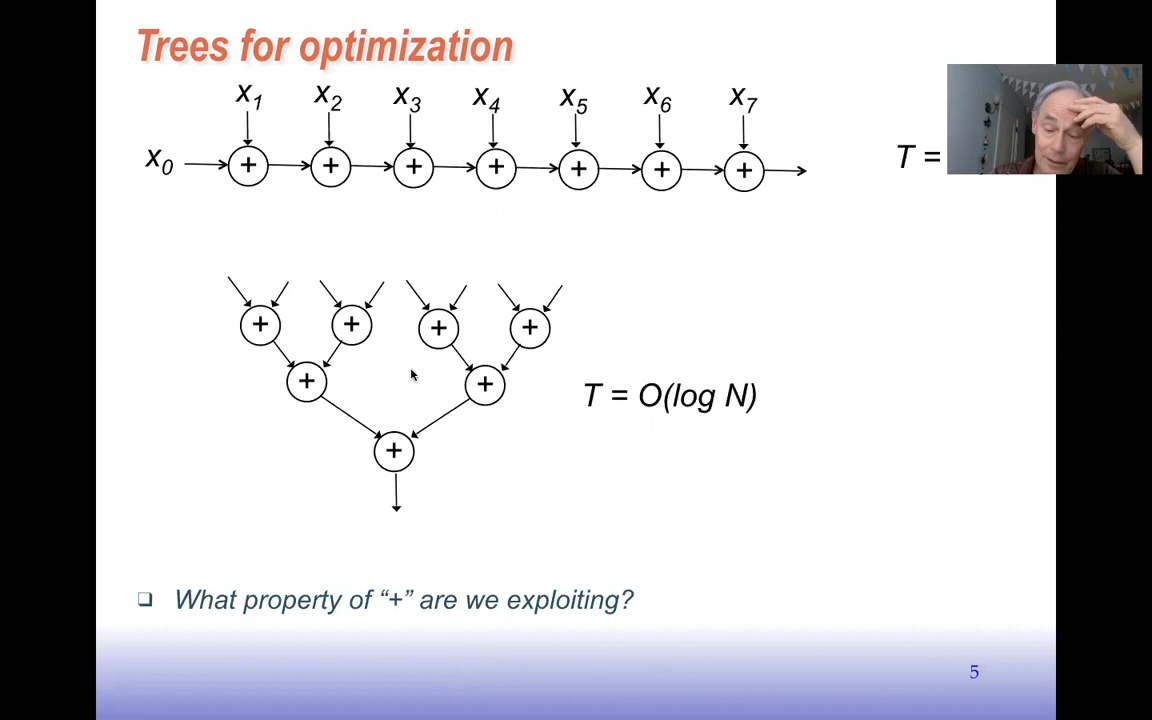 Trees for optimization
x1 x2 x3 x4 x5 x6 x7
x0 + + + + + + + T =
+ + + +
+ +
T = O(log N)
+
What property of “+” are we exploiting?
5